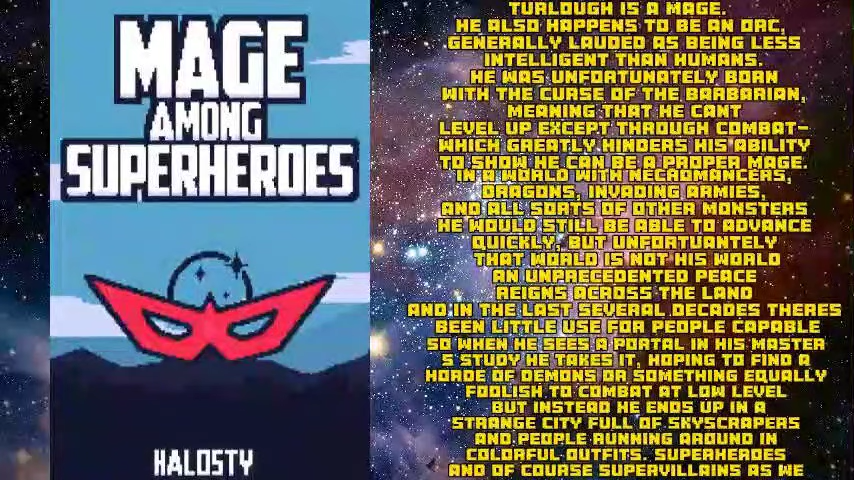 MAGE
AMONG
SUPERHEROES
HALOSTY
TURLOUGH IS A MAGE.
HE ALSO HAPPENS TO BE AN ORC,
GENERALLY LAUDED AS BEING LESS
INTELLIGENT THAN HUMANS.
HE WAS UNFORTUNATELY BORN
WITH THE CURSE OF THE BARBARIAN,
MEANING THAT HE CANT
LEVEL UP EXCEPT THROUGH COMBAT-
WHICH GREATLY HINDERS HIS ABILITY
TO SHOW HE CAN BE A PROPER MAGE.
IN A WORLD WITH NECROMANCERS,
DRAGONS, INVADING ARMIES,
AND ALL SORTS OF OTHER MONSTERS
HE WOULD STILL BE ABLE TO ADVANCE
QUICKLY, BUT UNFORTUANTELY
THAT WORLD IS NOT HIS WORLD
AN UNPRECEDENTED PEACE
REIGNS ACROSS THE LAND
AND IN THE LAST SEVERAL DECADES THERES
BEEN LITTLE USE FOR PEOPLE CAPABLE
SO WHEN HE SEES A PORTAL IN HIS MASTER
S STUDY HE TAKES IT, HOPING TO FIND A
HORDE OF DEMONS OR SOMETHING EQUALLY
FOOLISH TO COMBAT AT LOW LEVEL
BUT INSTEAD HE ENDS UP IN A
STRANGE CITY FULL OF SKYSCRAPERS
AND PEOPLE RUNNING AROUND IN
COLORFUL OUTFITS. SUPERHEROES
AND OF COURSE SUPERVILLAINS AS WE